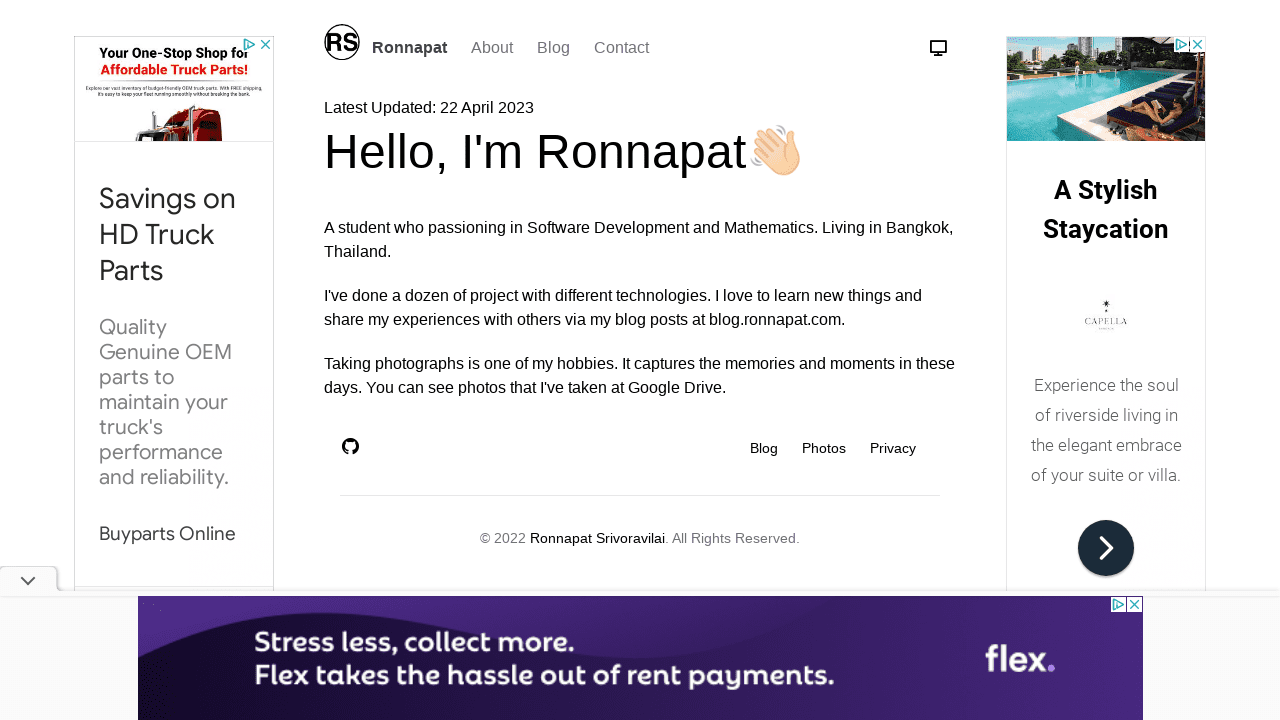 RS
Ronnapat About Blog Contact
Your One-Stop Shop for
Affordable Truck Parts!
Explore our vast inventory of budget-friendly OEM truck parts. With FREE shipping,
it's easy to keep your fleet running smoothly without breaking the bank.
Savings on
HD Truck
Parts
Quality
Genuine OEM
parts to
maintain your
truck's
performance
and reliability.
Buyparts Online
Latest Updated: 22 April 2023
Hello, I'm Ronnapat👋🏻
A student who passioning in Software Development and Mathematics. Living in Bangkok,
Thailand.
I've done a dozen of project with different technologies. I love to learn new things and
share my experiences with others via my blog posts at blog.ronnapat.com.
Taking photographs is one of my hobbies. It captures the memories and moments in these
days. You can see photos that I've taken at Google Drive.
Blog Photos Privacy
© 2022 Ronnapat Srivoravilai. All Rights Reserved.
A Stylish
Staycation
CAPELLA
Experience the soul
of riverside living in
the elegant embrace
of your suite or villa.
Stress less, collect more.
Flex takes the hassle out of rent payments.
flex.